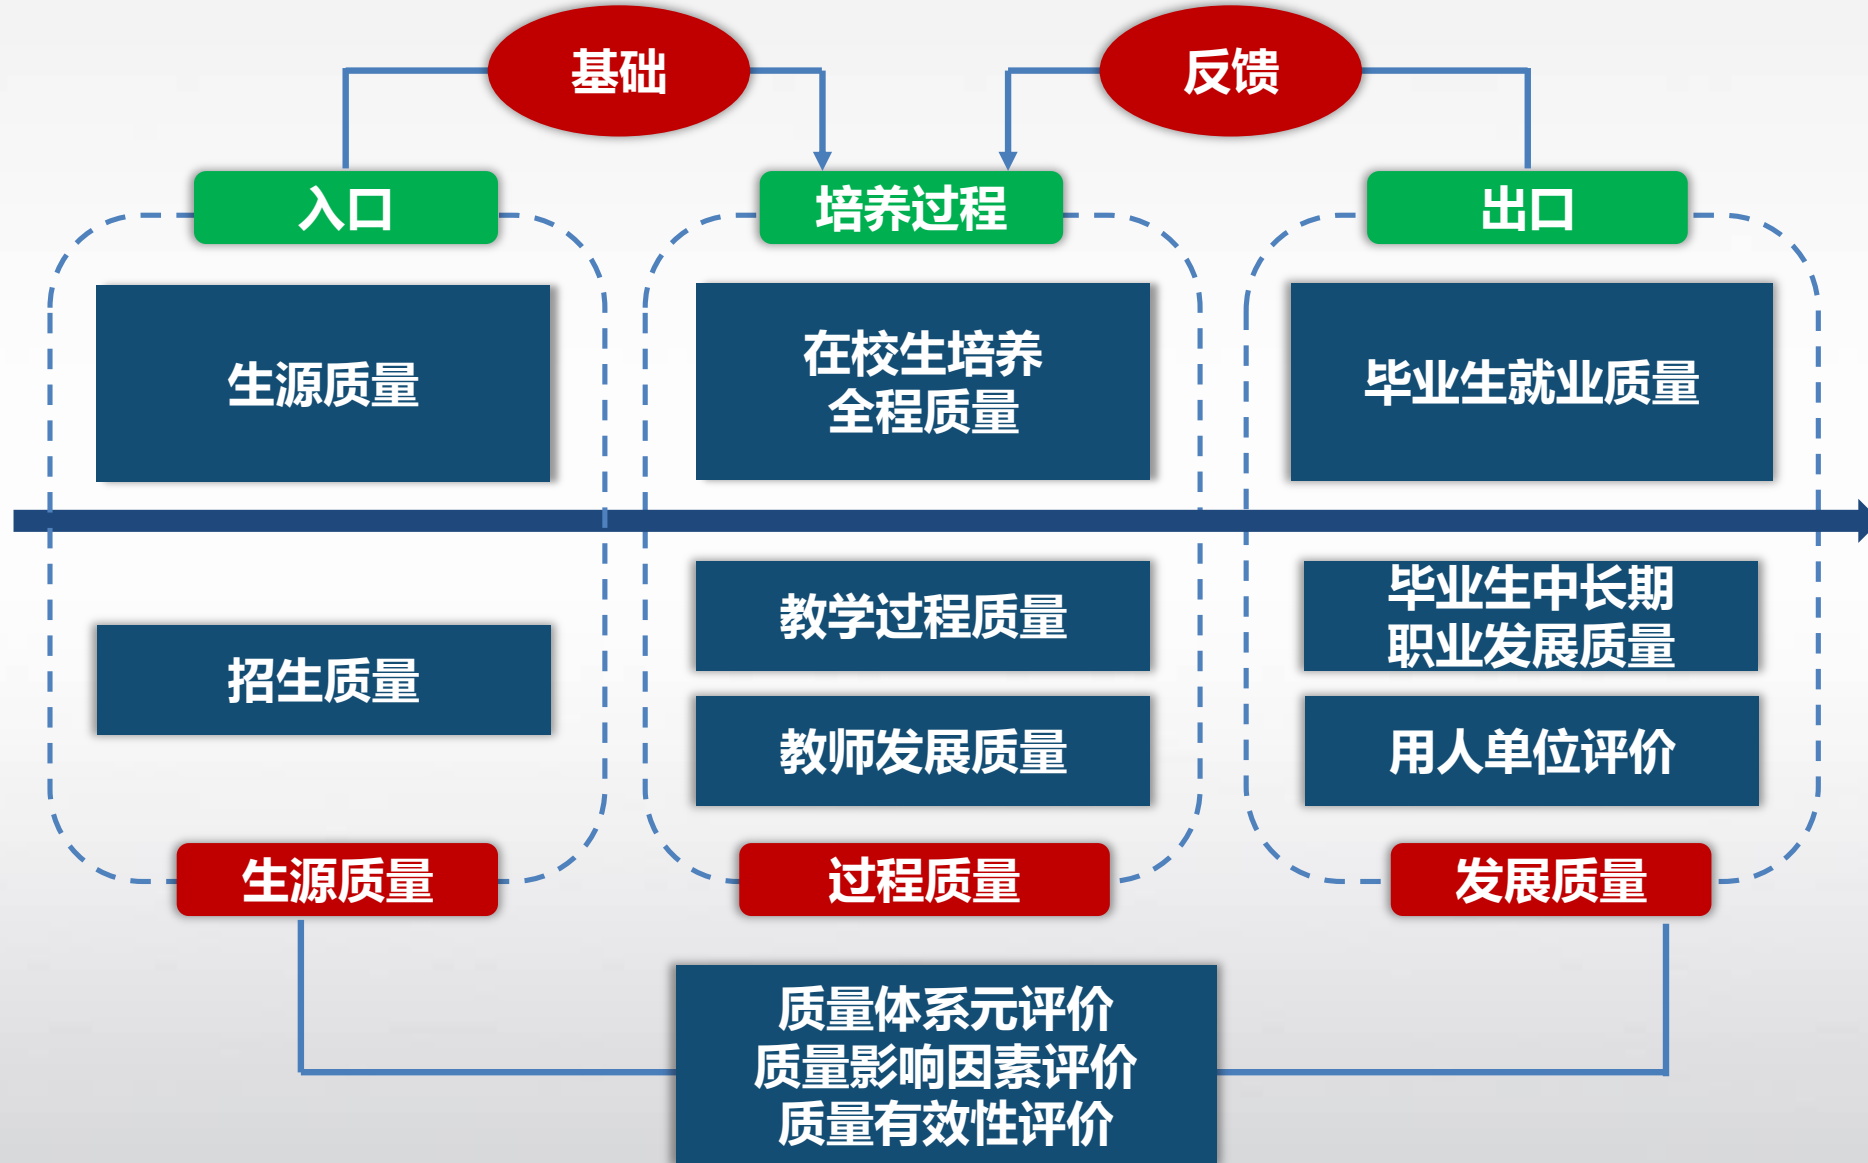 基础
反馈
入口
培养过程
出口
生源质量
在校生培养
全程质量
毕业生就业质量
招生质量
教学过程质量
教师发展质量
毕业生中长期
职业发展质量
用人单位评价
生源质量
过程质量
发展质量
质量体系元评价
质量影响因素评价
质量有效性评价